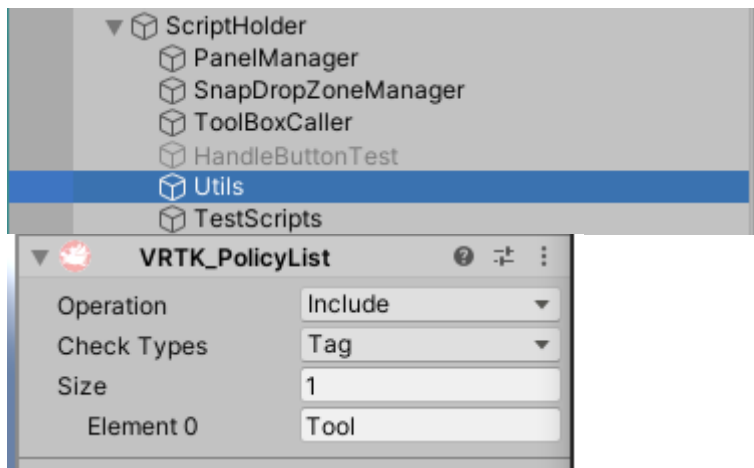 ScriptHolder
PanelManager
SnapDropZoneManager
ToolBoxCaller
HandleButtonTest
Utils
TestScripts
VRTK_PolicyList
Operation Include
Check Types Tag
Size 1
Element 0 Tool